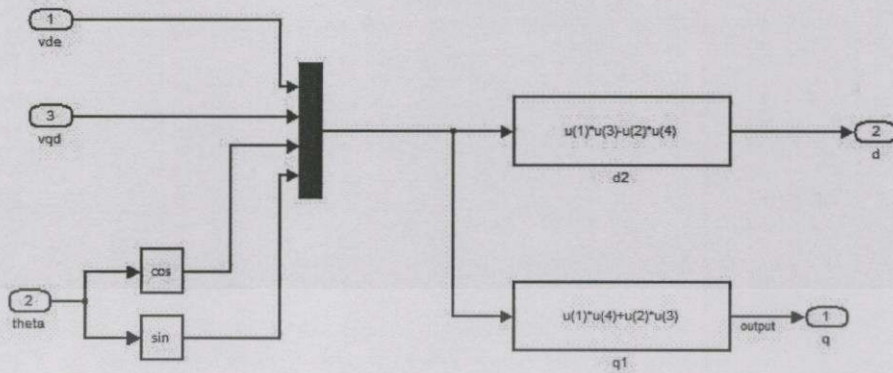 1
vde
3
vqd
u(1)*u(3)-u(2)*u(4)
d2
2
d
cos
2
theta
sin
u(1)*u(4)+u(2)*u(3)
q1
output
1
q